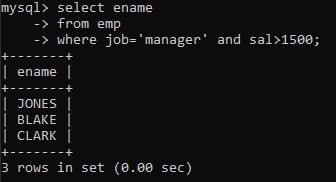 mysql> select ename
    -> from emp
    -> where job='manager' and sal>1500;
+-------+
| ename |
+-------+
| JONES |
| BLAKE |
| CLARK |
+-------+
3 rows in set (0.00 sec)